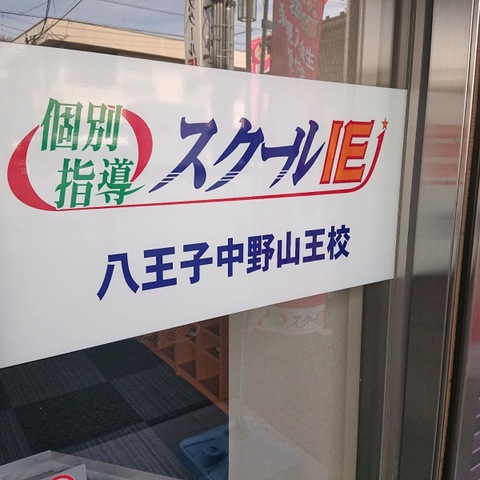 個別
指導
スクールIE
八王子中野山王校